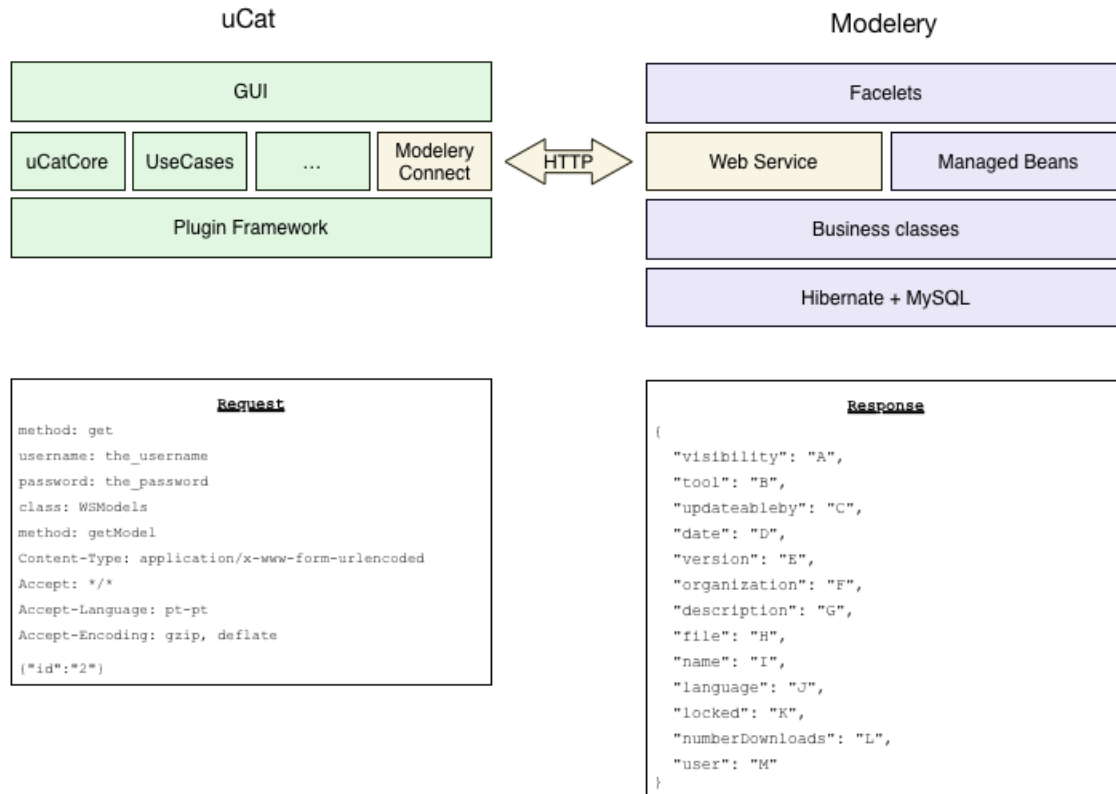 uCat
Modelery
GUI
uCatCore
UseCases
...
Modelery
Connect
Plugin Framework
HTTP
Facelets
Web Service
Managed Beans
Business classes
Hibernate + MySQL
Request
method: get
username: the_username
password: the_password
class: WSModels
method: getModel
Content-Type: application/x-www-form-urlencoded
Accept: */*
Accept-Language: pt-pt
Accept-Encoding: gzip, deflate
{"id":"2"}
Response
{
"visibility": "A",
"tool": "B",
"updateableby": "C",
"date": "D",
"version": "E",
"organization": "F",
"description": "G",
"file": "H",
"name": "I",
"language": "J",
"locked": "K",
"numberDownloads": "L",
"user": "M"
}